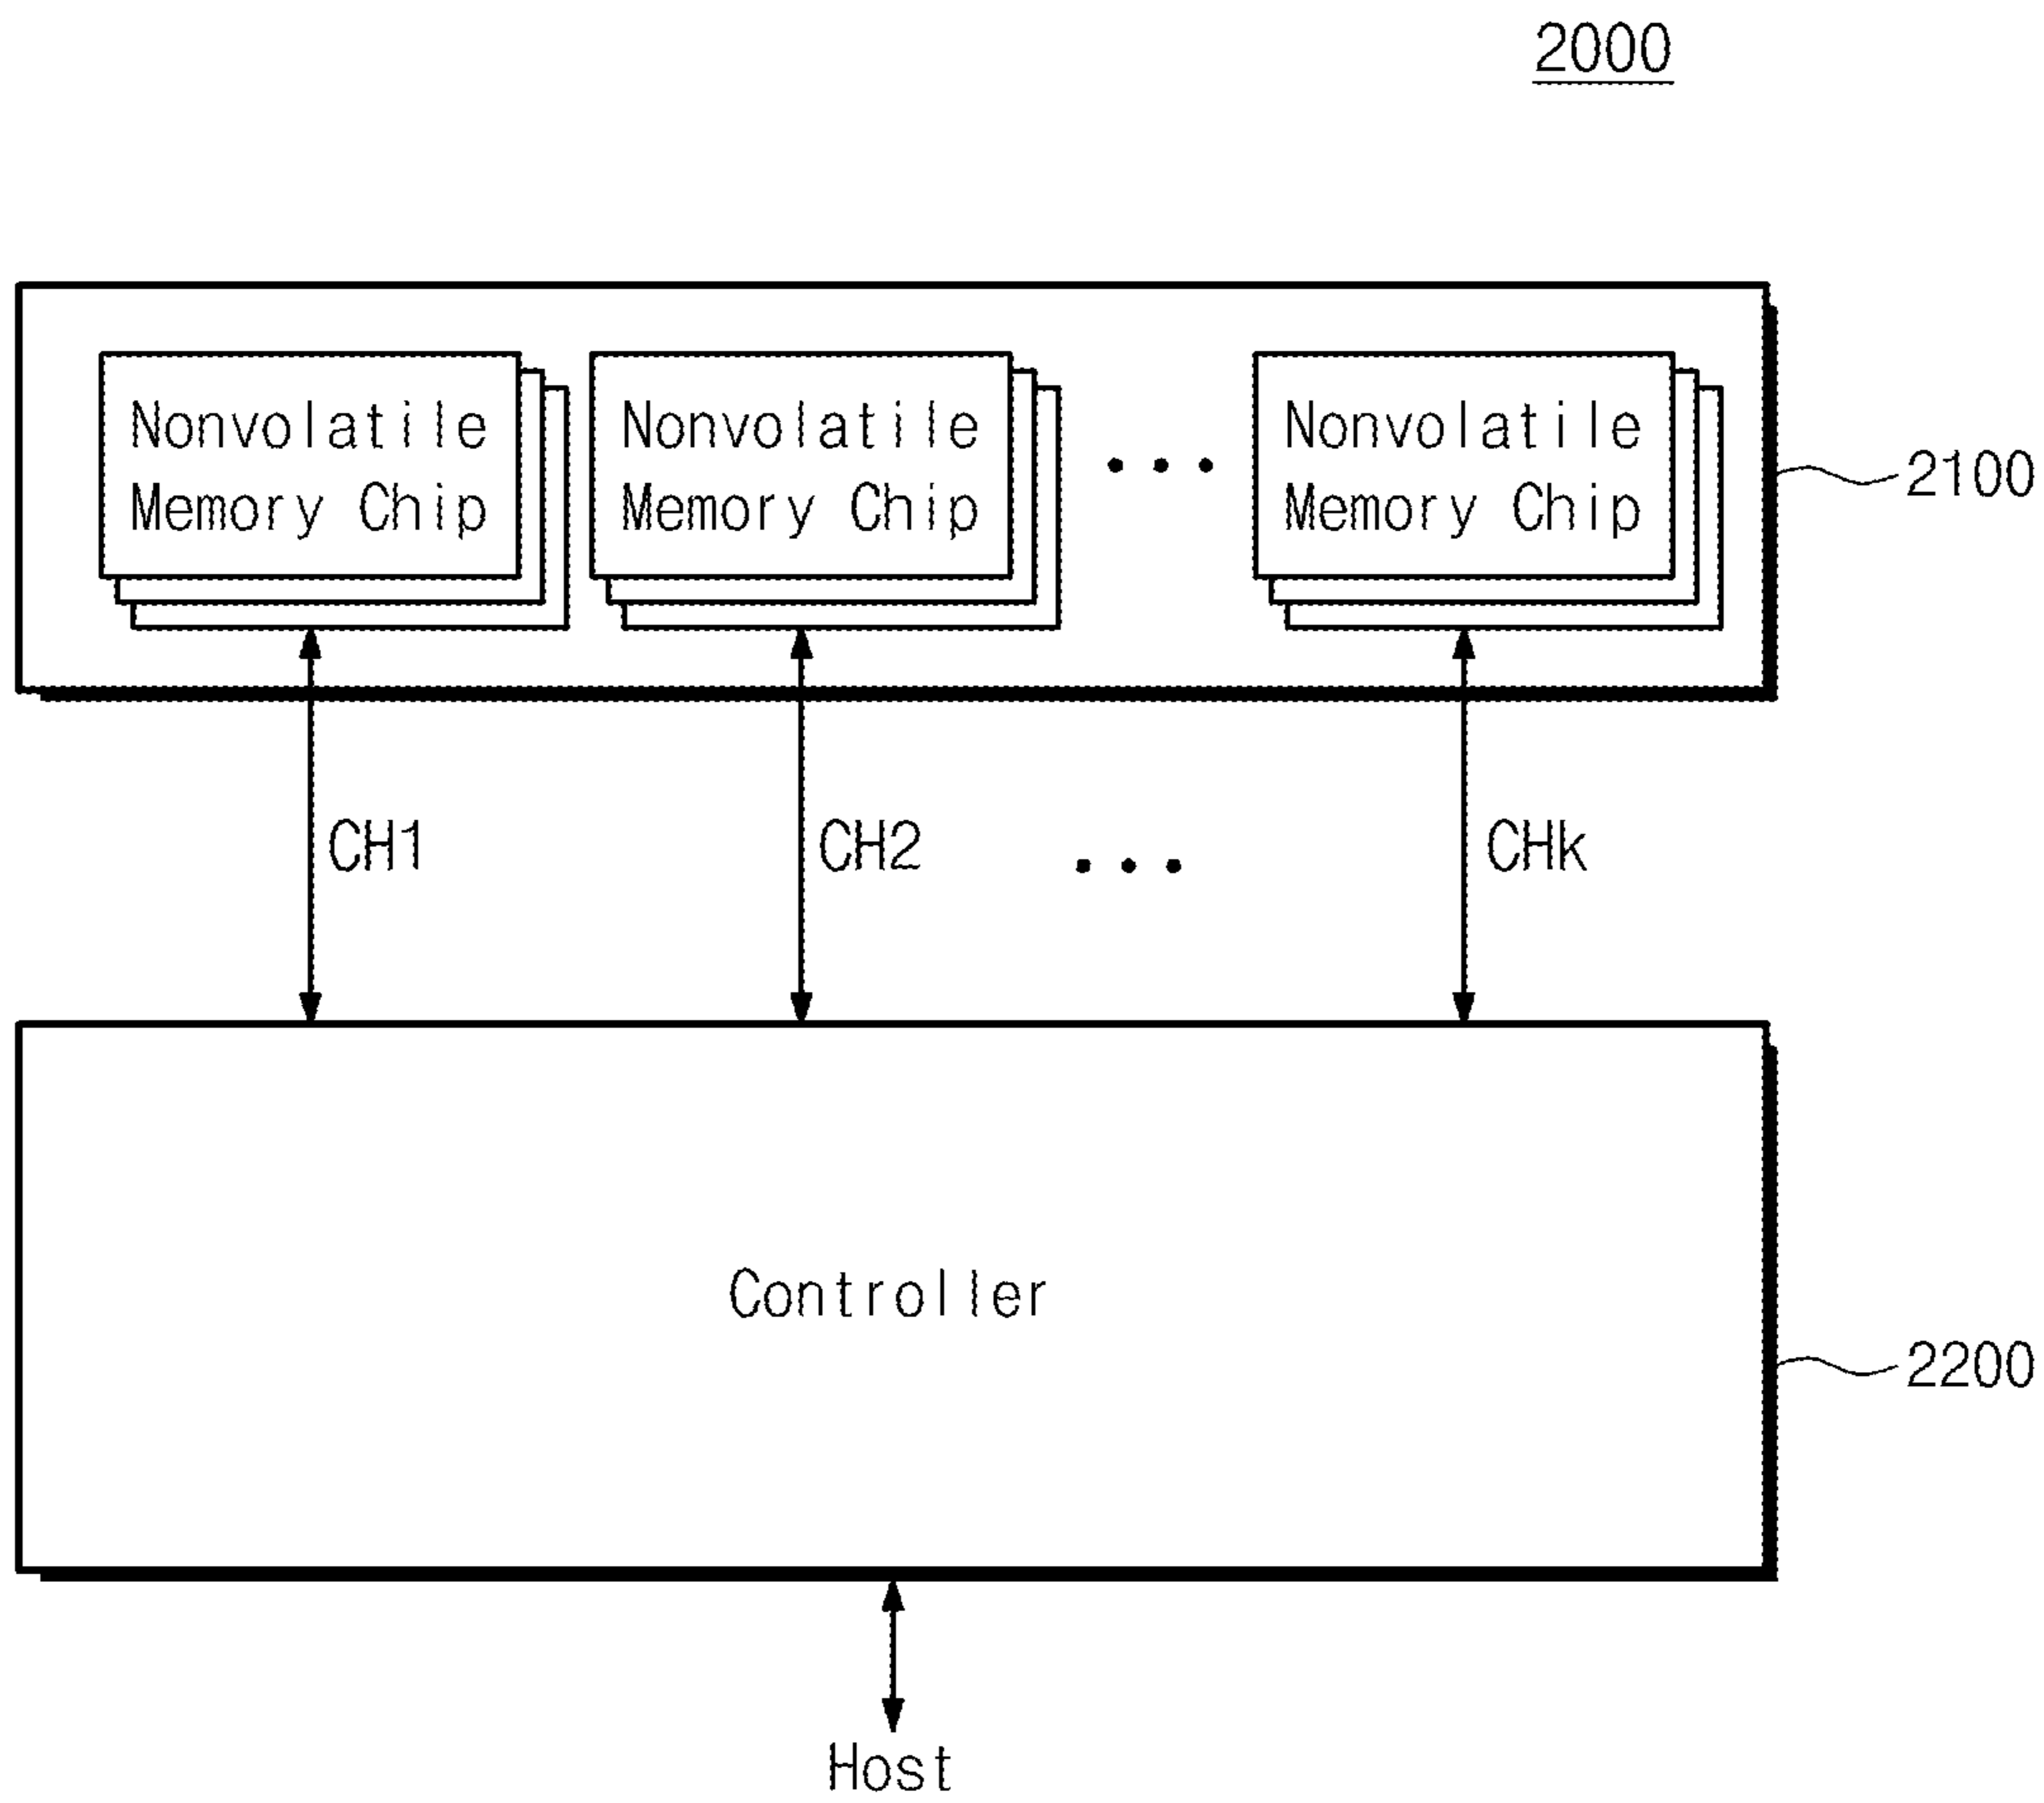 2000
Nonvolatile
Memory Chip
Nonvolatile
Memory Chip
Nonvolatile
Memory Chip
...
2100
CH1
CH2
...
CHk
Controller
2200
Host